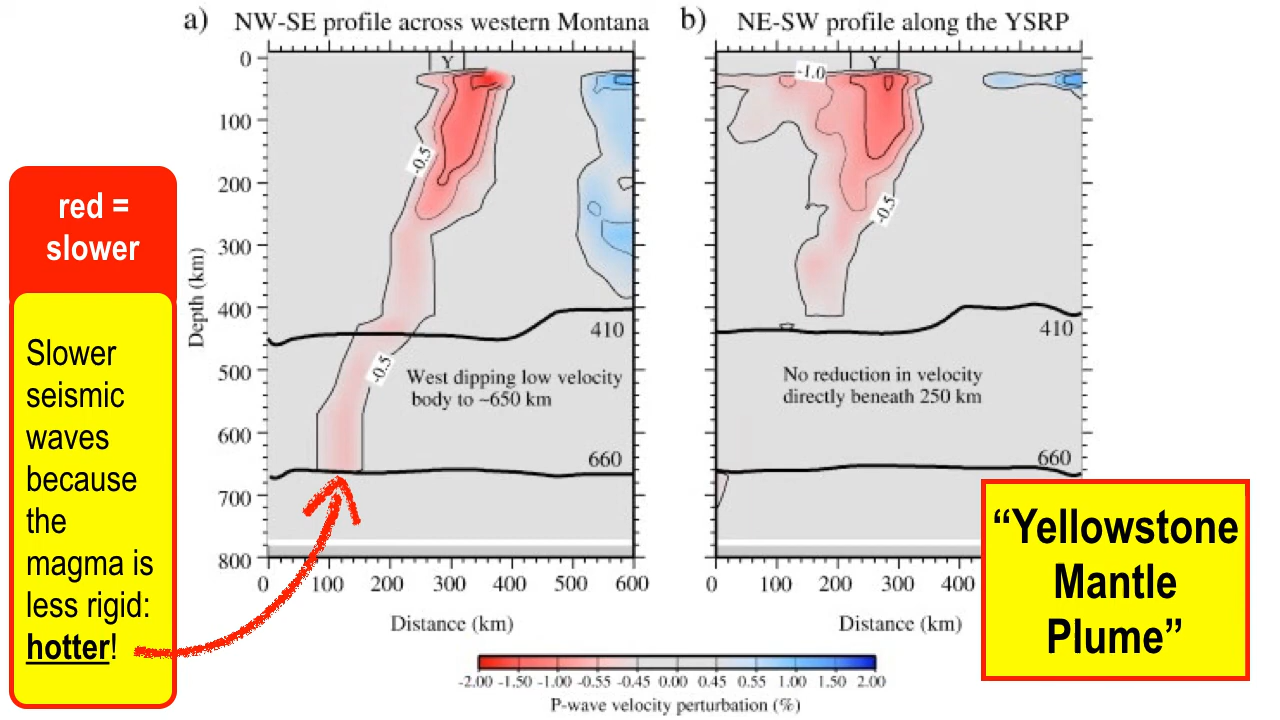 a) NW-SE profile across western Montana
b) NE-SW profile along the YSRP
Y
Y
0
100
200
300
400
500
600
700
800
Depth (km)
-0.5
-0.5
410
West dipping low velocity
body to ~650 km
660
0 100 200 300 400 500 600
Distance (km)
-1.0
-0.5
410
No reduction in velocity
directly beneath 250 km
660
0 100 200 300 400
Distance (km)
-2.00 -1.50 -1.00 -0.55 -0.45 0.00 0.45 0.55 1.00 1.50 2.00
P-wave velocity perturbation (%)
red =
slower
Slower
seismic
waves
because
the
magma is
less rigid:
hotter!
“Yellowstone
Mantle
Plume”